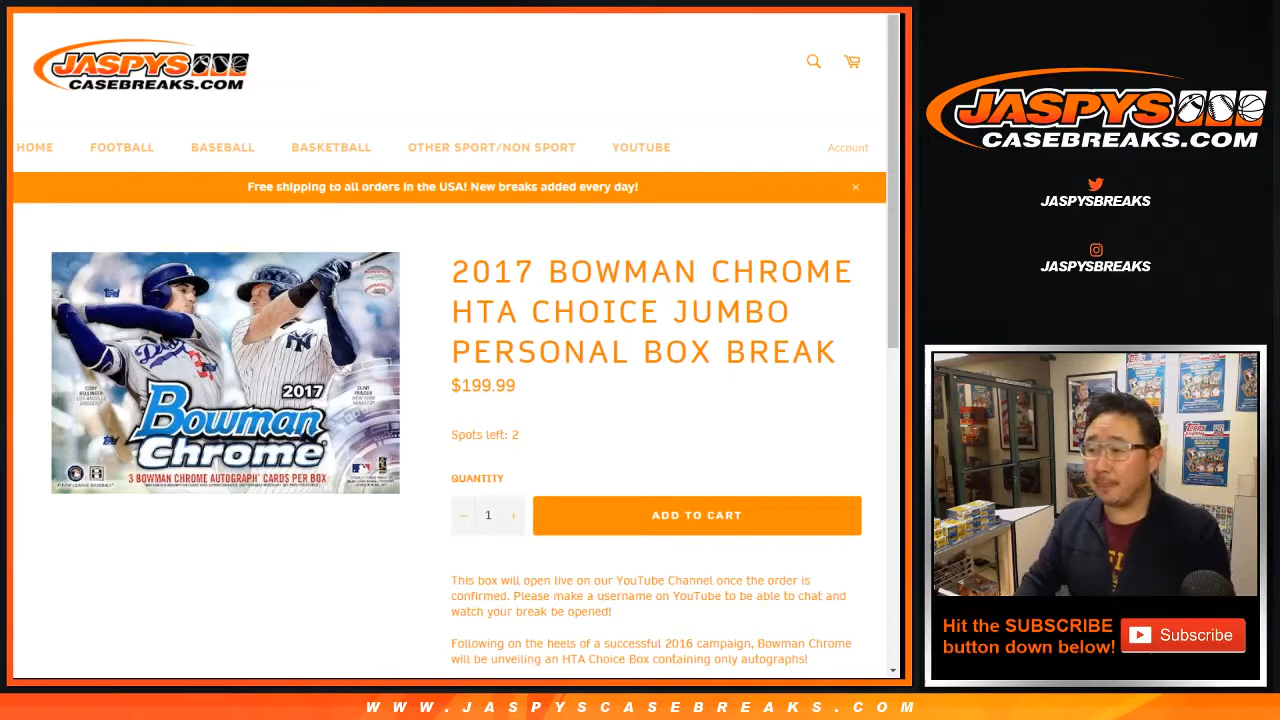 JASPYS
CASEBREAKS.COM
HOME
FOOTBALL
BASEBALL
BASKETBALL
OTHER SPORT/NON SPORT
YOUTUBE
Account
Free shipping to all orders in the USA! New breaks added every day!
2017 BOWMAN CHROME
HTA CHOICE JUMBO
PERSONAL BOX BREAK
$199.99
Spots left: 2
QUANTITY
1
ADD TO CART
This box will open live on our YouTube Channel once the order is
confirmed. Please make a username on YouTube to be able to chat and
watch your break be opened!
Following on the heels of a successful 2016 campaign, Bowman Chrome
will be unveiling an HTA Choice Box containing only autographs!
CODY
BELLINGER
CLINT
FRAZIER
Dodgers
2017
Bowman
Chrome
3 BOWMAN CHROME AUTOGRAPH CARDS PER BOX
JASPYS
CASEBREAKS.COM
JASPYSBREAKS
JASPYSBREAKS
Hit the SUBSCRIBE
button down below!
Subscribe
WWW.JASPYSCASEBREAKS.COM